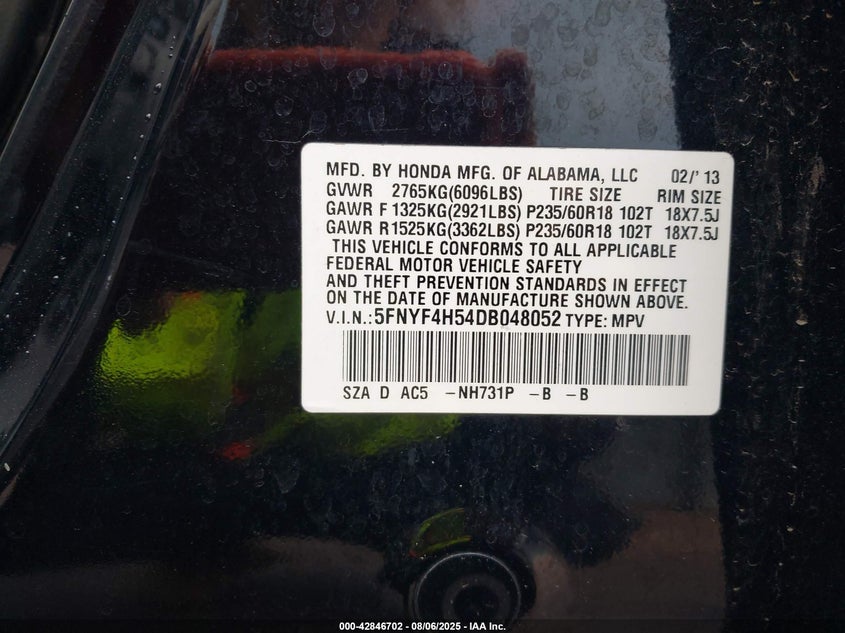 MFD. BY HONDA MFG. OF ALABAMA, LLC 02/' 13
GVWR 2765KG(6096LBS) TIRE SIZE RIM SIZE
GAWR F 1325KG(2921LBS) P235/60R18 102T 18X7.5J
GAWR R 1525KG(3362LBS) P235/60R18 102T 18X7.5J
THIS VEHICLE CONFORMS TO ALL APPLICABLE
FEDERAL MOTOR VEHICLE SAFETY
AND THEFT PREVENTION STANDARDS IN EFFECT
ON THE DATE OF MANUFACTURE SHOWN ABOVE.
V.I.N.:5FNYF4H54DB048052 TYPE: MPV
SZA D AC5 -NH731P -B -B
000-42846702 - 08/06/2025 - IAA Inc.